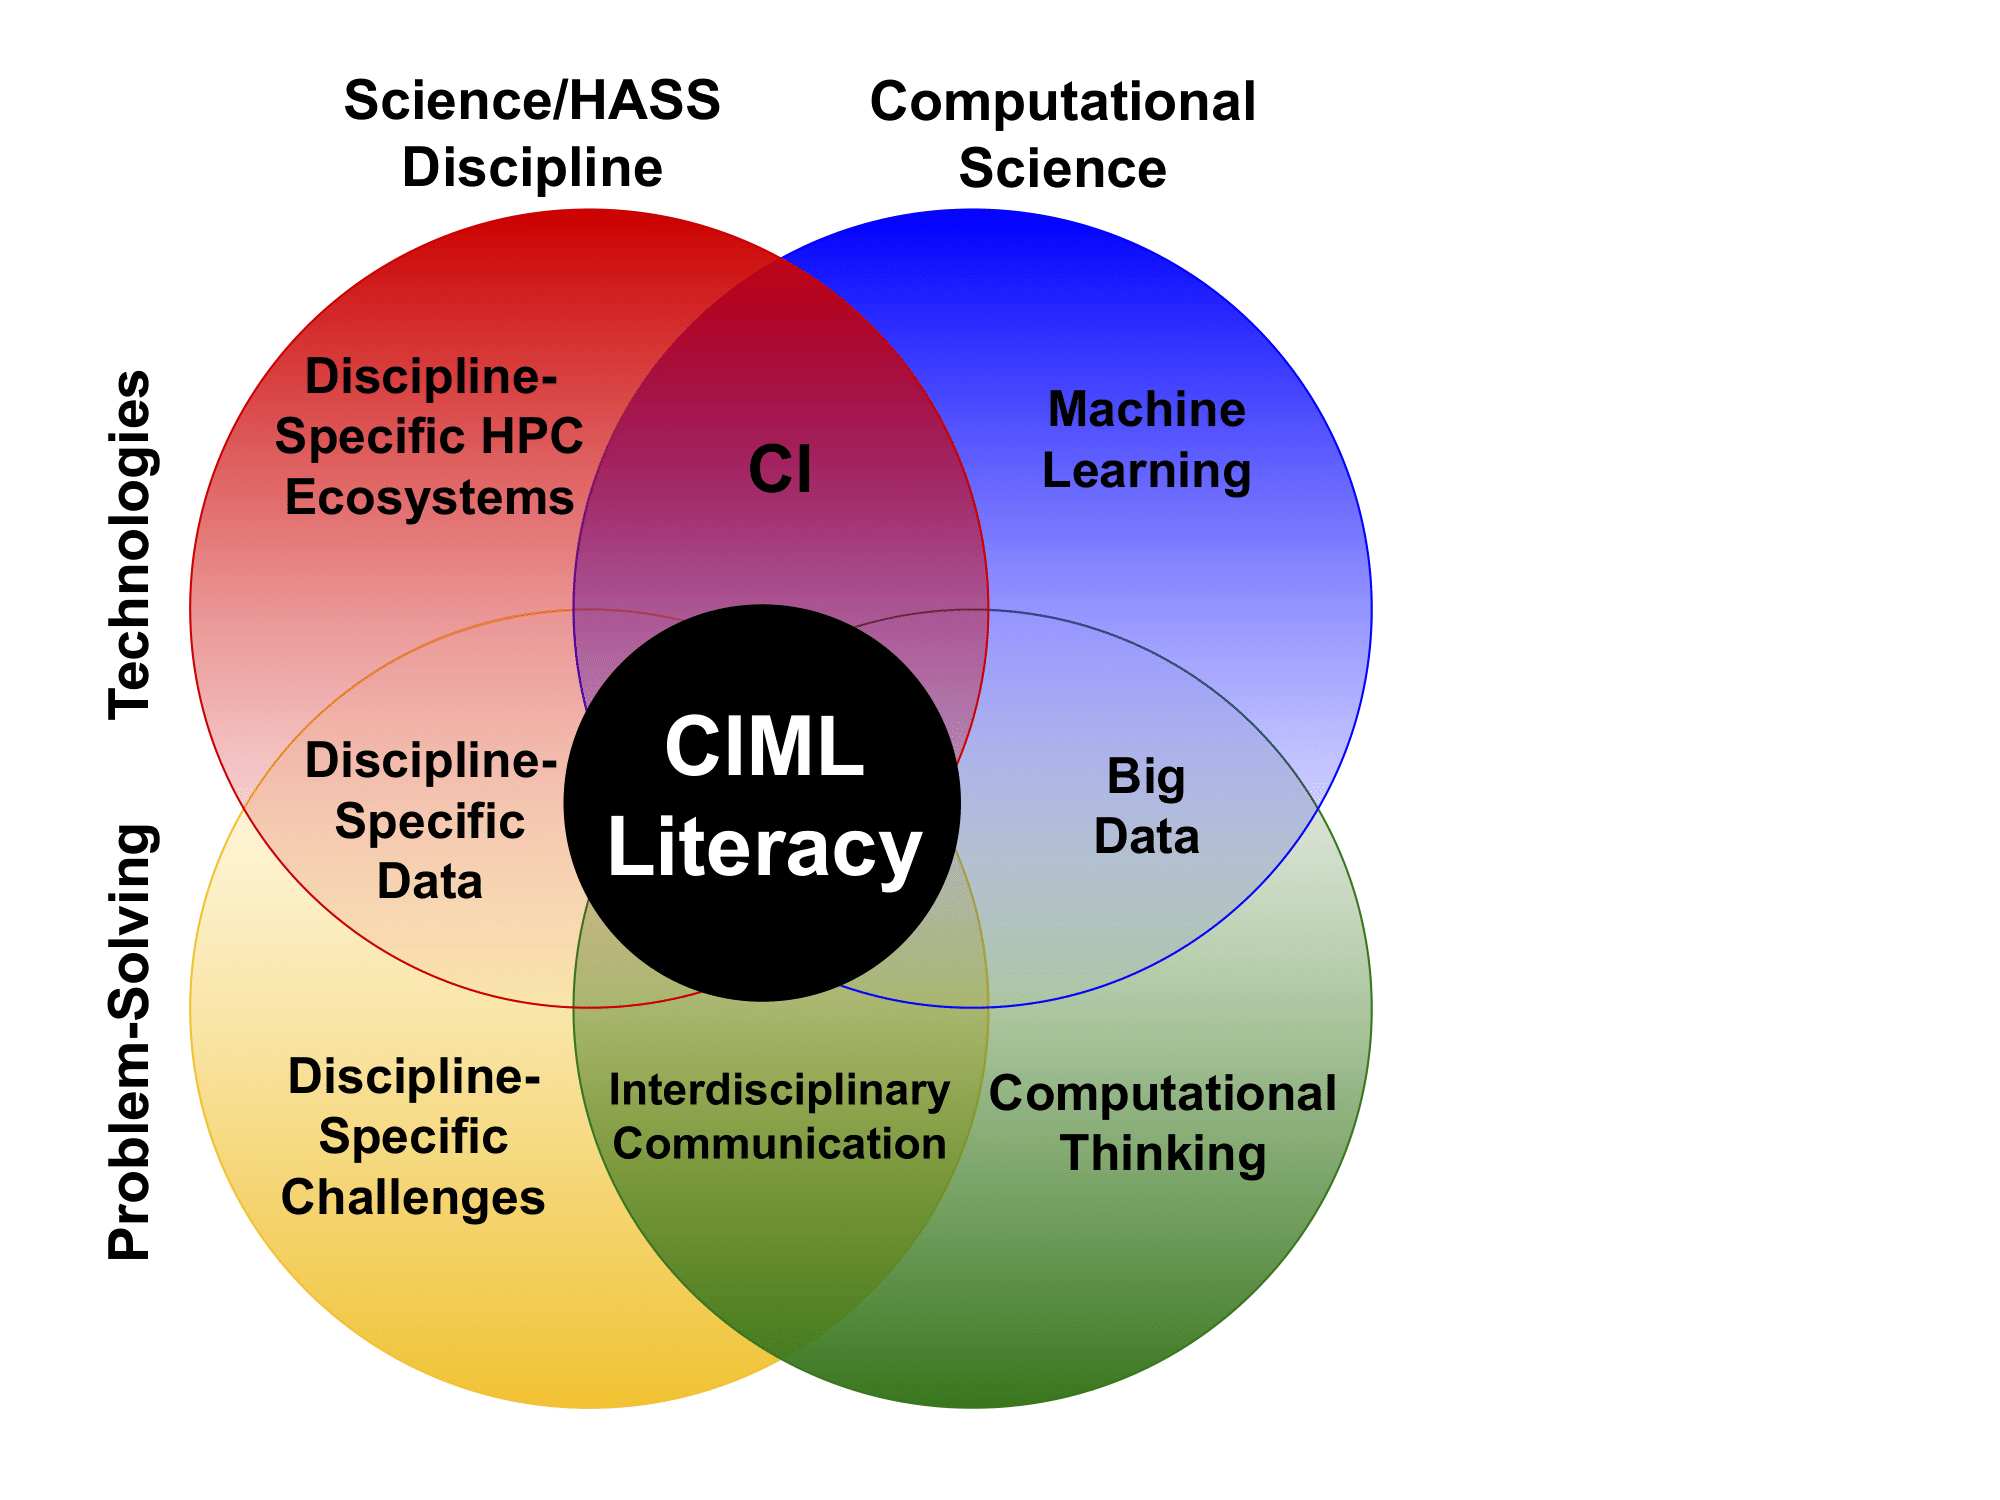 Science/HASS
Discipline
Computational
Science
Technologies
Problem-Solving
Discipline-
Specific HPC
Ecosystems
CI
Machine
Learning
Discipline-
Specific
Data
CIML
Literacy
Big
Data
Discipline-
Specific
Challenges
Interdisciplinary
Communication
Computational
Thinking